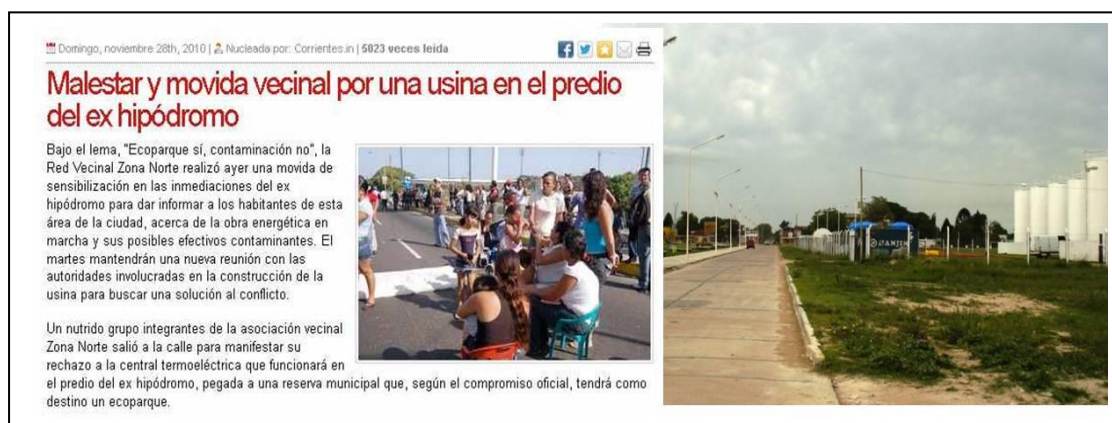 Domingo, noviembre 28th, 2010 | Nucleada por: Corrientes.in | 5023 veces leída
Malestar y movida vecinal por una usina en el predio
del ex hipódromo
Bajo el lema, "Ecoparque sí, contaminación no", la
Red Vecinal Zona Norte realizó ayer una movida de
sensibilización en las inmediaciones del ex
hipódromo para dar informar a los habitantes de esta
área de la ciudad, acerca de la obra energética en
marcha y sus posibles efectivos contaminantes. El
martes mantendrán una nueva reunión con las
autoridades involucradas en la construcción de la
usina para buscar una solución al conflicto.
Un nutrido grupo integrantes de la asociación vecinal
Zona Norte salió a la calle para manifestar su
rechazo a la central termoeléctrica que funcionará en
el predio del ex hipódromo, pegada a una reserva municipal que, según el compromiso oficial, tendrá como
destino un ecoparque.